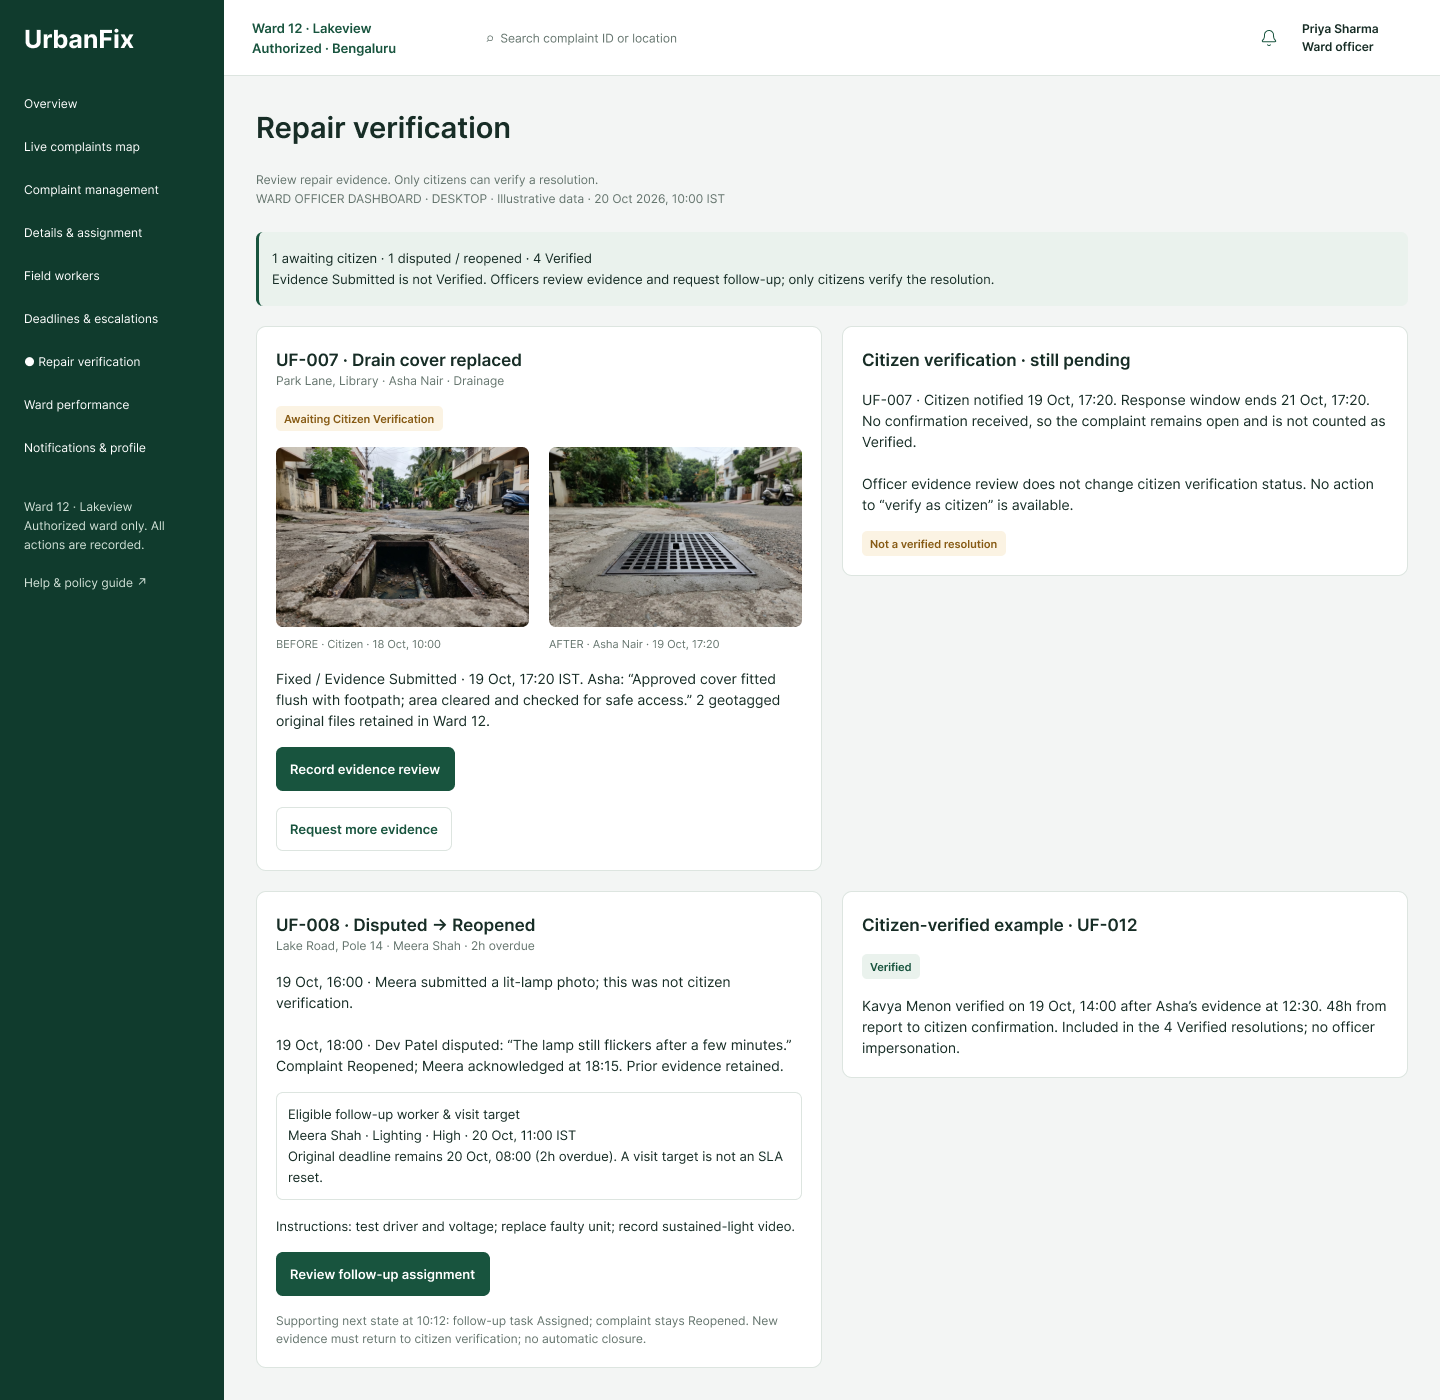 UrbanFix
Overview
Live complaints map
Complaint management
Details & assignment
Field workers
Deadlines & escalations
Repair verification
Ward performance
Notifications & profile
Ward 12 · Lakeview
Authorized ward only. All
actions are recorded.
Help & policy guide ↗
Ward 12 · Lakeview
Authorized · Bengaluru
Search complaint ID or location
Priya Sharma
Ward officer
Repair verification
Review repair evidence. Only citizens can verify a resolution.
WARD OFFICER DASHBOARD · DESKTOP · Illustrative data · 20 Oct 2026, 10:00 IST
1 awaiting citizen · 1 disputed / reopened · 4 Verified
Evidence Submitted is not Verified. Officers review evidence and request follow-up; only citizens verify the resolution.
UF-007 · Drain cover replaced
Park Lane, Library · Asha Nair · Drainage
Awaiting Citizen Verification
BEFORE · Citizen · 18 Oct, 10:00
AFTER · Asha Nair · 19 Oct, 17:20
Fixed / Evidence Submitted · 19 Oct, 17:20 IST. Asha: “Approved cover fitted
flush with footpath; area cleared and checked for safe access.” 2 geotagged
original files retained in Ward 12.
Record evidence review
Request more evidence
Citizen verification · still pending
UF-007 · Citizen notified 19 Oct, 17:20. Response window ends 21 Oct, 17:20.
No confirmation received, so the complaint remains open and is not counted as
Verified.
Officer evidence review does not change citizen verification status. No action
to “verify as citizen” is available.
Not a verified resolution
UF-008 · Disputed → Reopened
Lake Road, Pole 14 · Meera Shah · 2h overdue
19 Oct, 16:00 · Meera submitted a lit-lamp photo; this was not citizen
verification.
19 Oct, 18:00 · Dev Patel disputed: “The lamp still flickers after a few minutes.”
Complaint Reopened; Meera acknowledged at 18:15. Prior evidence retained.
Eligible follow-up worker & visit target
Meera Shah · Lighting · High · 20 Oct, 11:00 IST
Original deadline remains 20 Oct, 08:00 (2h overdue). A visit target is not an SLA
reset.
Instructions: test driver and voltage; replace faulty unit; record sustained-light video.
Review follow-up assignment
Supporting next state at 10:12: follow-up task Assigned; complaint stays Reopened. New
evidence must return to citizen verification; no automatic closure.
Citizen-verified example · UF-012
Verified
Kavya Menon verified on 19 Oct, 14:00 after Asha’s evidence at 12:30. 48h from
report to citizen confirmation. Included in the 4 Verified resolutions; no officer
impersonation.